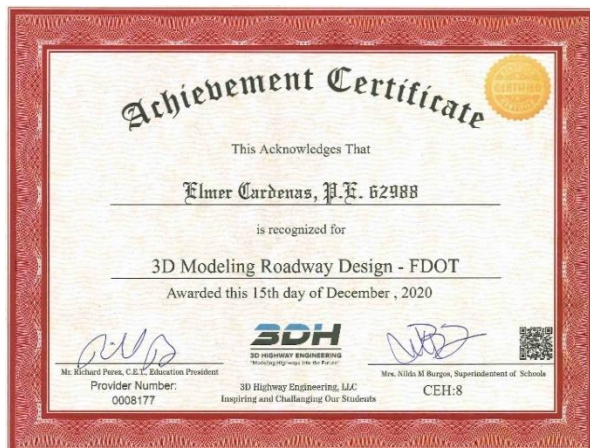 Achievement Certificate
CERTIFIED
This Acknowledges That
Elmer Cardenas, P.E. 62988
is recognized for
3D Modeling Roadway Design - FDOT
Awarded this 15th day of December , 2020
3DH
3D HIGHWAY ENGINEERING
"Modeling Highways Into the Future"
Mr. Richard Perez, C.E.T., Education President
Mrs. Nilda M Burgos, Superintendentent of Schools
Provider Number:
0008177
3D Highway Engineering, LLC
Inspiring and Challanging Our Students
CEH:8